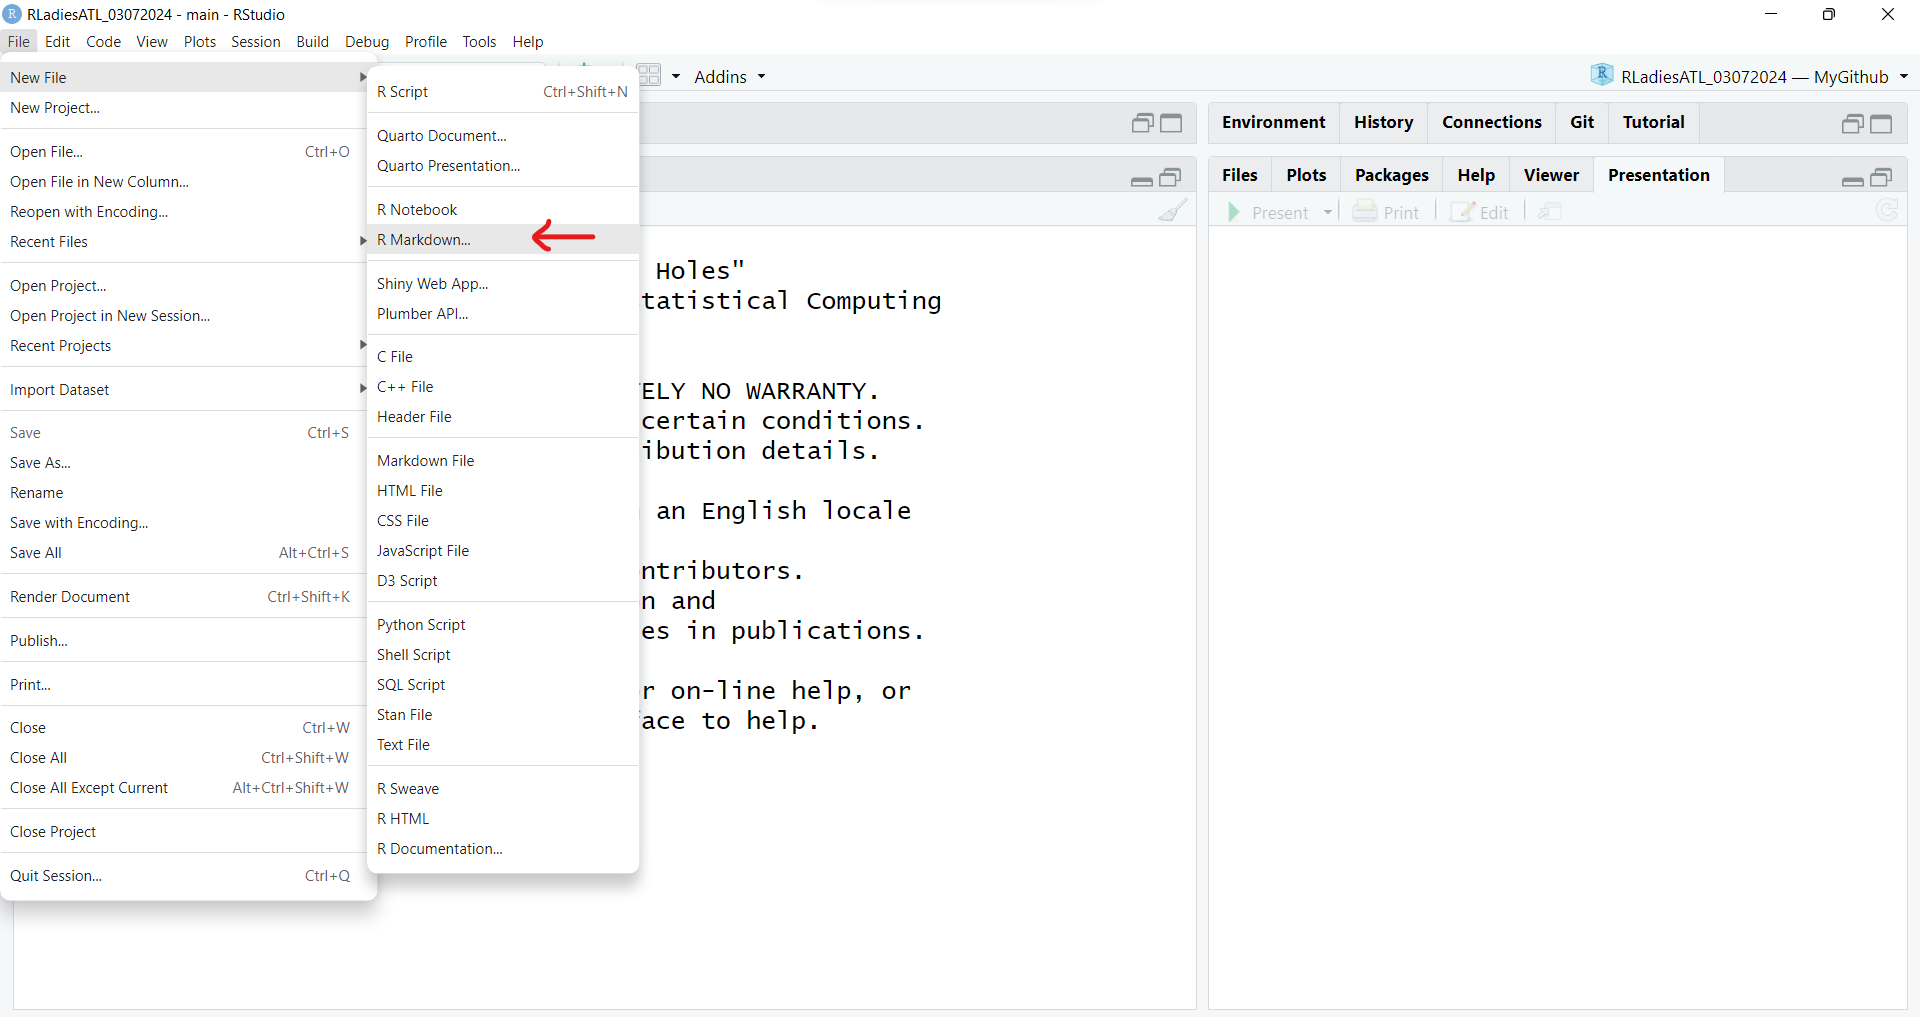 RLadiesATL_03072024 - main - RStudio
File Edit Code View Plots Session Build Debug Profile Tools Help
Addins
RLadiesATL_03072024 — MyGithub
New File
New Project...
Open File... Ctrl+O
Open File in New Column...
Reopen with Encoding...
Recent Files
Open Project...
Open Project in New Session...
Recent Projects
Import Dataset
Save Ctrl+S
Save As...
Rename
Save with Encoding...
Save All Alt+Ctrl+S
Render Document Ctrl+Shift+K
Publish...
Print...
Close Ctrl+W
Close All Ctrl+Shift+W
Close All Except Current Alt+Ctrl+Shift+W
Close Project
Quit Session... Ctrl+Q
R Script Ctrl+Shift+N
Quarto Document...
Quarto Presentation...
R Notebook
R Markdown...
Shiny Web App...
Plumber API...
C File
C++ File
Header File
Markdown File
HTML File
CSS File
JavaScript File
D3 Script
Python Script
Shell Script
SQL Script
Stan File
Text File
R Sweave
R HTML
R Documentation...
Holes"
tatistical Computing
ELY NO WARRANTY.
certain conditions.
ibution details.
an English locale
ntributors.
n and
es in publications.
r on-line help, or
ace to help.
Environment History Connections Git Tutorial
Files Plots Packages Help Viewer Presentation
Present Print Edit